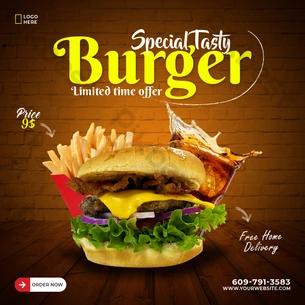 LOGO
HERE
Special Tasty
Burger
Limited time offer
Price
9$
Free Home
Delivery
ORDER NOW
609-791-3583
WWW.YOURWEBSITE.COM